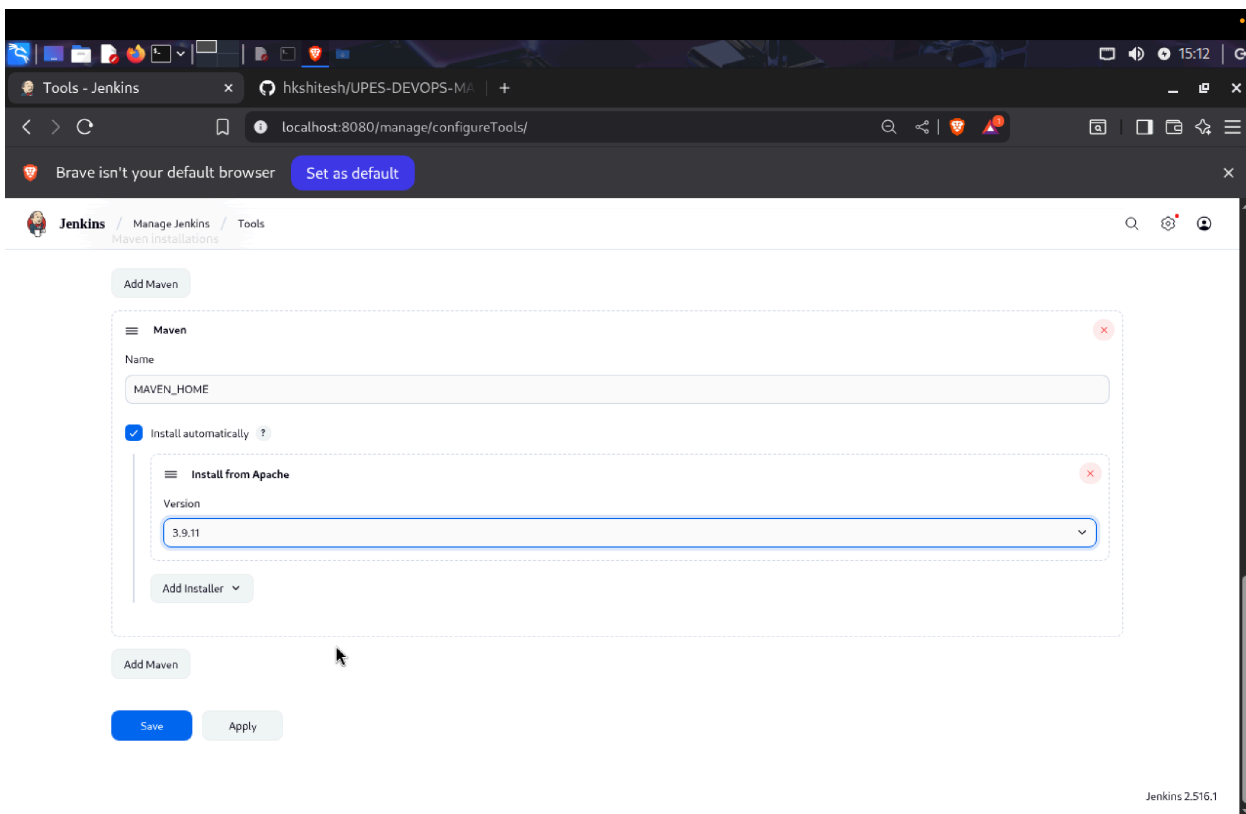 15:12
G
Tools - Jenkins
hkshitesh/UPES-DEVOPS-MA
localhost:8080/manage/configureTools/
1
Brave isn't your default browser
Set as default
Jenkins / Manage Jenkins / Tools
Maven installations
Add Maven
Maven
Name
MAVEN_HOME
Install automatically ?
Install from Apache
Version
3.9.11
Add Installer
Add Maven
Save
Apply
Jenkins 2.516.1